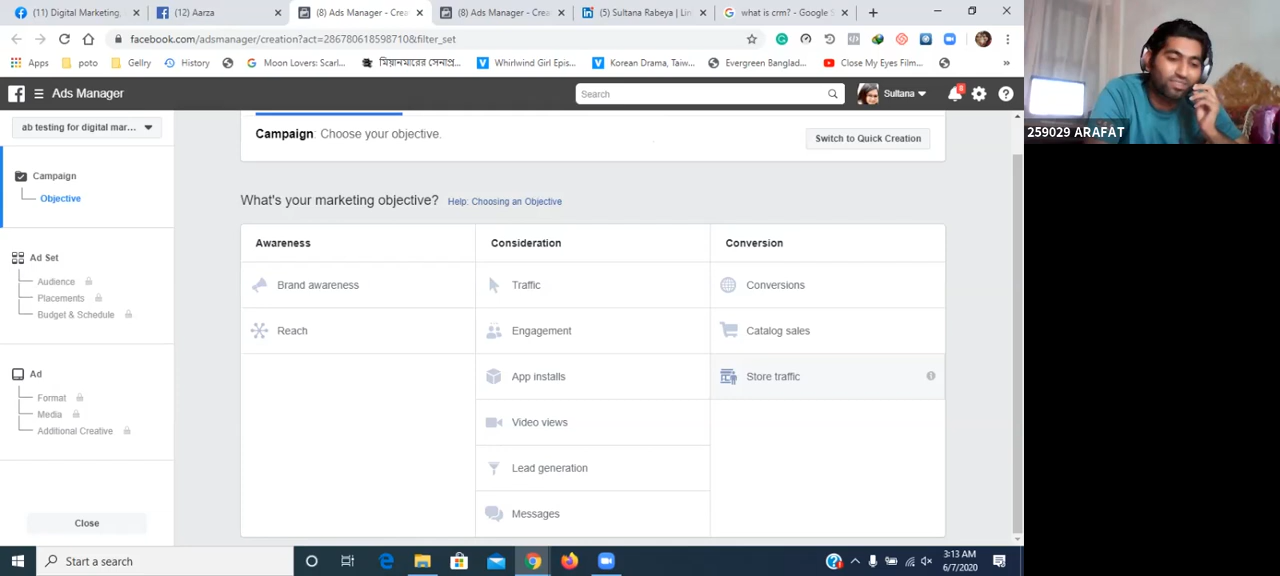 (11) Digital Marketing,
(12) Aarza
(8) Ads Manager - Crea
(8) Ads Manager - Crea
(5) Sultana Rabeya | Lin
what is crm? - Google S
facebook.com/adsmanager/creation?act=286780618598710&filter_set
Apps
poto
Gellry
History
Moon Lovers: Scarl...
মিয়ানমারের সেনাপ্র...
Whirlwind Girl Epis...
Korean Drama, Taiw...
Evergreen Banglad...
Close My Eyes Film...
Ads Manager
Search
Sultana
8
259029 ARAFAT
ab testing for digital mar...
Campaign: Choose your objective.
Switch to Quick Creation
Campaign
Objective
What's your marketing objective? Help: Choosing an Objective
Awareness
Consideration
Conversion
Ad Set
Audience
Placements
Budget & Schedule
Brand awareness
Traffic
Conversions
Reach
Engagement
Catalog sales
App installs
Store traffic
Ad
Format
Media
Additional Creative
Video views
Lead generation
Messages
Close
Start a search
3:13 AM
6/7/2020